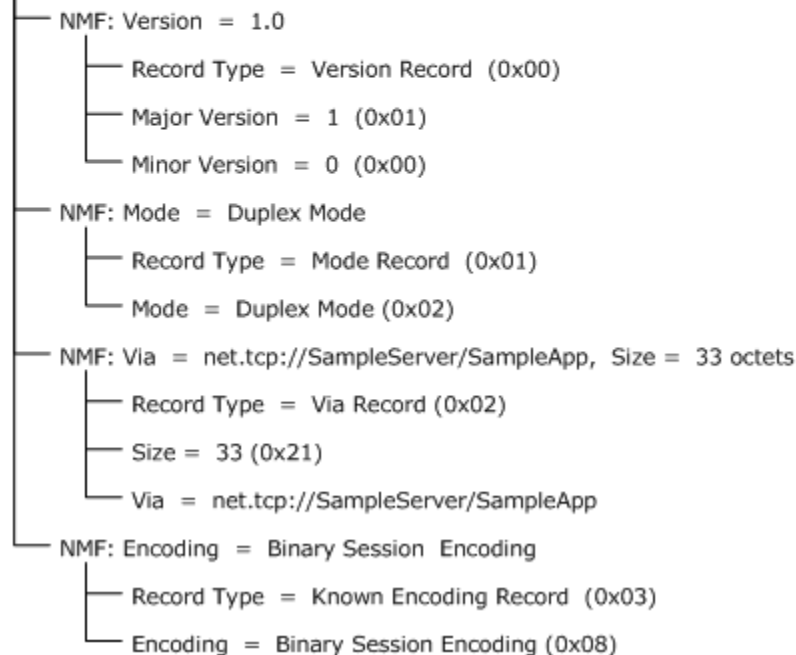 NMF: Version = 1.0
Record Type = Version Record (0x00)
Major Version = 1 (0x01)
Minor Version = 0 (0x00)
NMF: Mode = Duplex Mode
Record Type = Mode Record (0x01)
Mode = Duplex Mode (0x02)
NMF: Via = net.tcp://SampleServer/SampleApp, Size = 33 octets
Record Type = Via Record (0x02)
Size = 33 (0x21)
Via = net.tcp://SampleServer/SampleApp
NMF: Encoding = Binary Session Encoding
Record Type = Known Encoding Record (0x03)
Encoding = Binary Session Encoding (0x08)